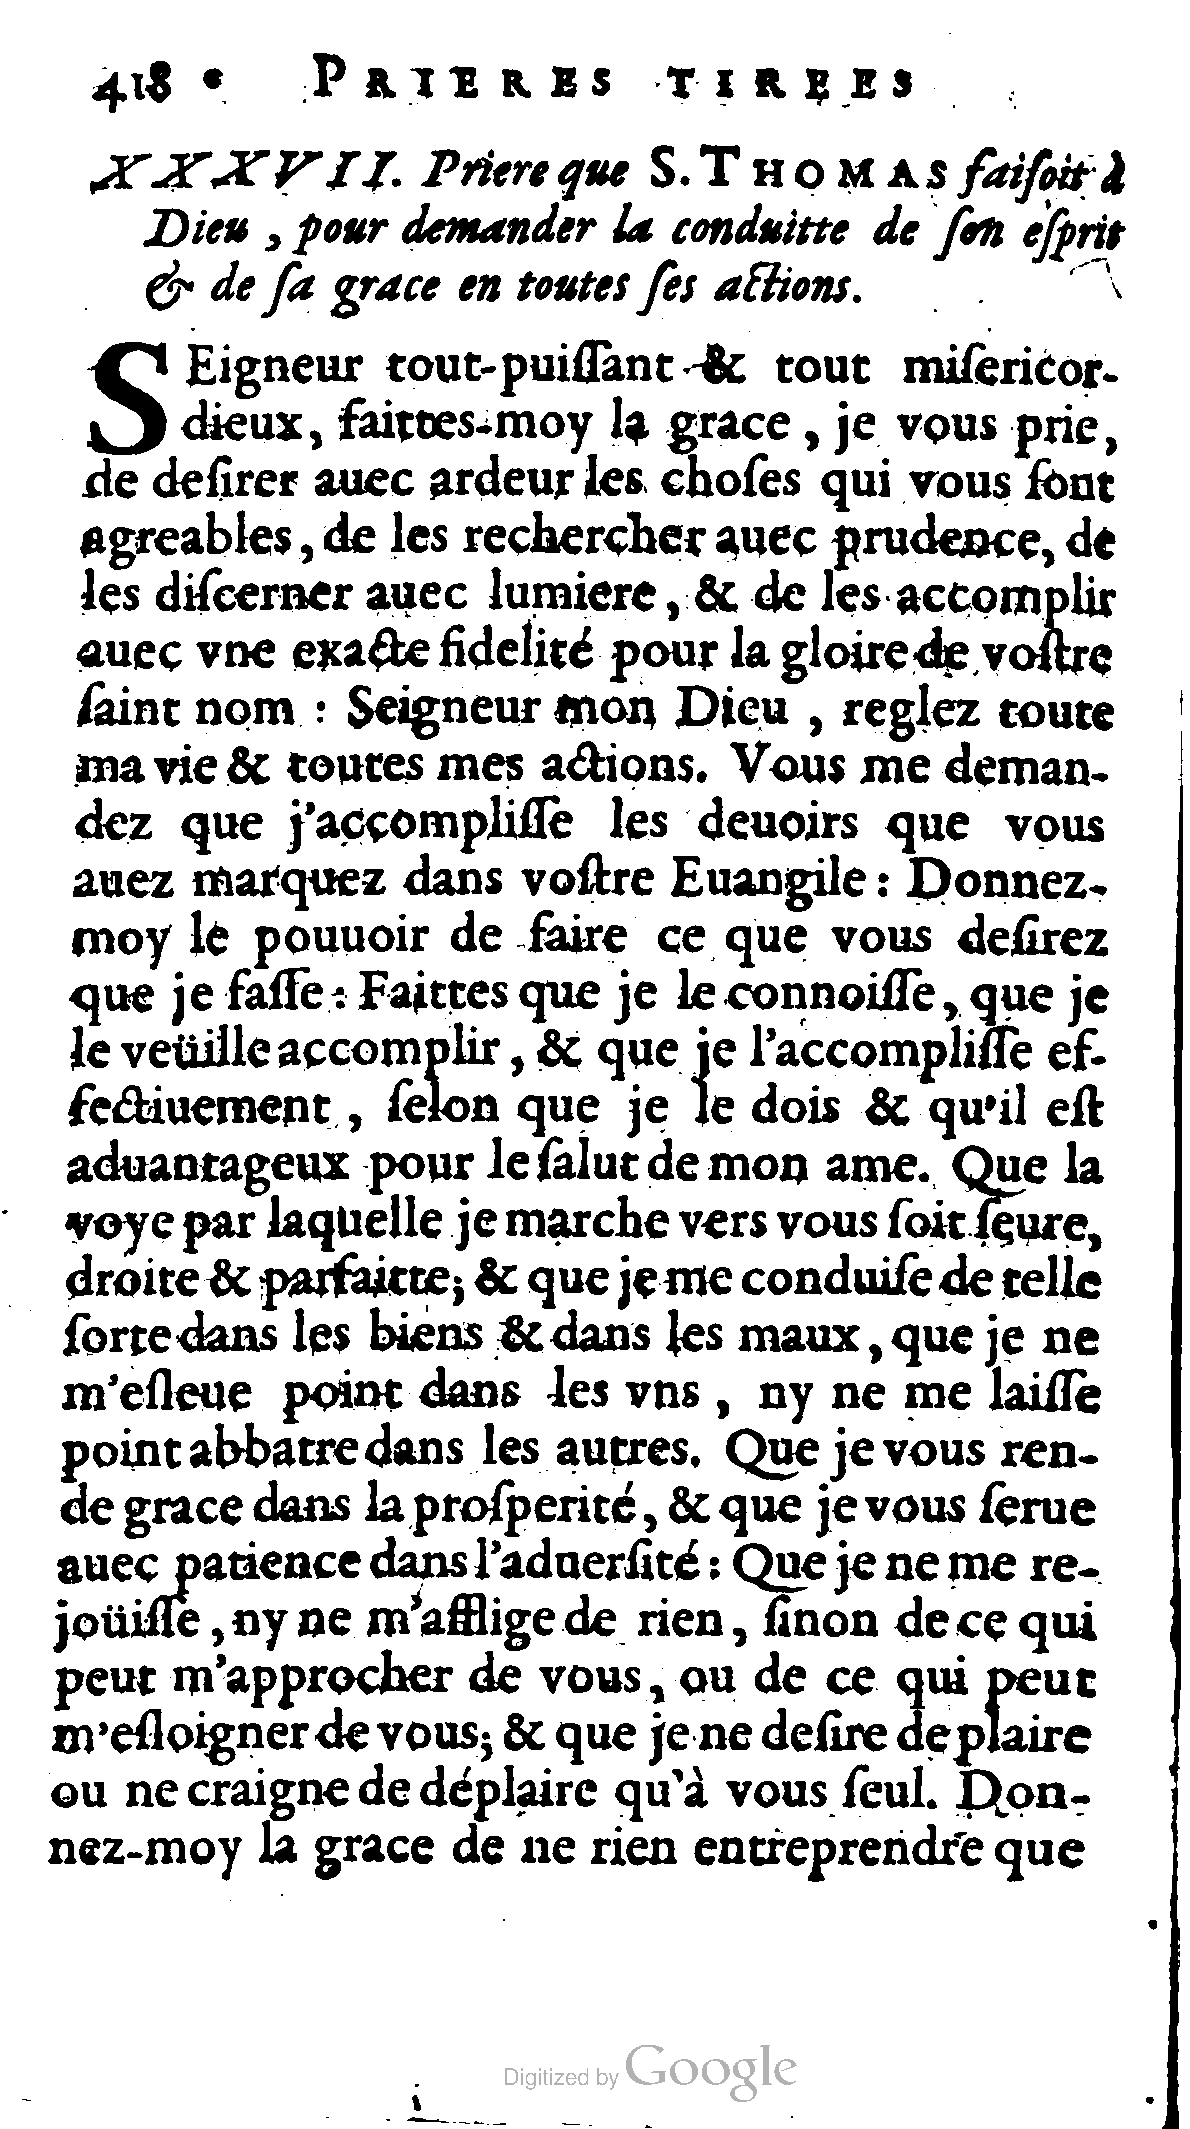 418 PRIERES TIREES
XXXVII. Priere que S. THOMAS faiſoit à
Dieu , pour demander la conduitte de ſon eſprit
& de ſa grace en toutes ſes actions.
SEigneur tout-puiſſant & tout miſericor-
dieux, faittes-moy la grace , je vous prie,
de deſirer auec ardeur les choſes qui vous ſont
agreables, de les rechercher auec prudence, de
les diſcerner auec lumiere, & de les accomplir
auec vne exacte fidelité pour la gloire de voſtre
ſaint nom : Seigneur mon Dieu , reglez toute
ma vie & toutes mes actions. Vous me deman-
dez que j'accompliſſe les deuoirs que vous
auez marquez dans voſtre Euangile : Donnez-
moy le pouuoir de faire ce que vous deſirez
que je faſſe : Faittes que je le connoiſſe, que je
le veüille accomplir, & que je l'accompliſſe ef-
fectiuement , ſelon que je le dois & qu'il eſt
aduantageux pour le ſalut de mon ame. Que la
voye par laquelle je marche vers vous ſoit ſeure,
droite & parfaitte; & que je me conduiſe de telle
ſorte dans les biens & dans les maux, que je ne
m'eſleue point dans les vns , ny ne me laiſſe
point abbatre dans les autres. Que je vous ren-
de grace dans la proſperité, & que je vous ſerue
auec patience dans l'aduerſité : Que je ne me re-
joüiſſe, ny ne m'afflige de rien, ſinon de ce qui
peut m'approcher de vous, ou de ce qui peut
m'eſloigner de vous; & que je ne deſire de plaire
ou ne craigne de déplaire qu'à vous ſeul. Don-
nez-moy la grace de ne rien entreprendre que
Digitized by Google